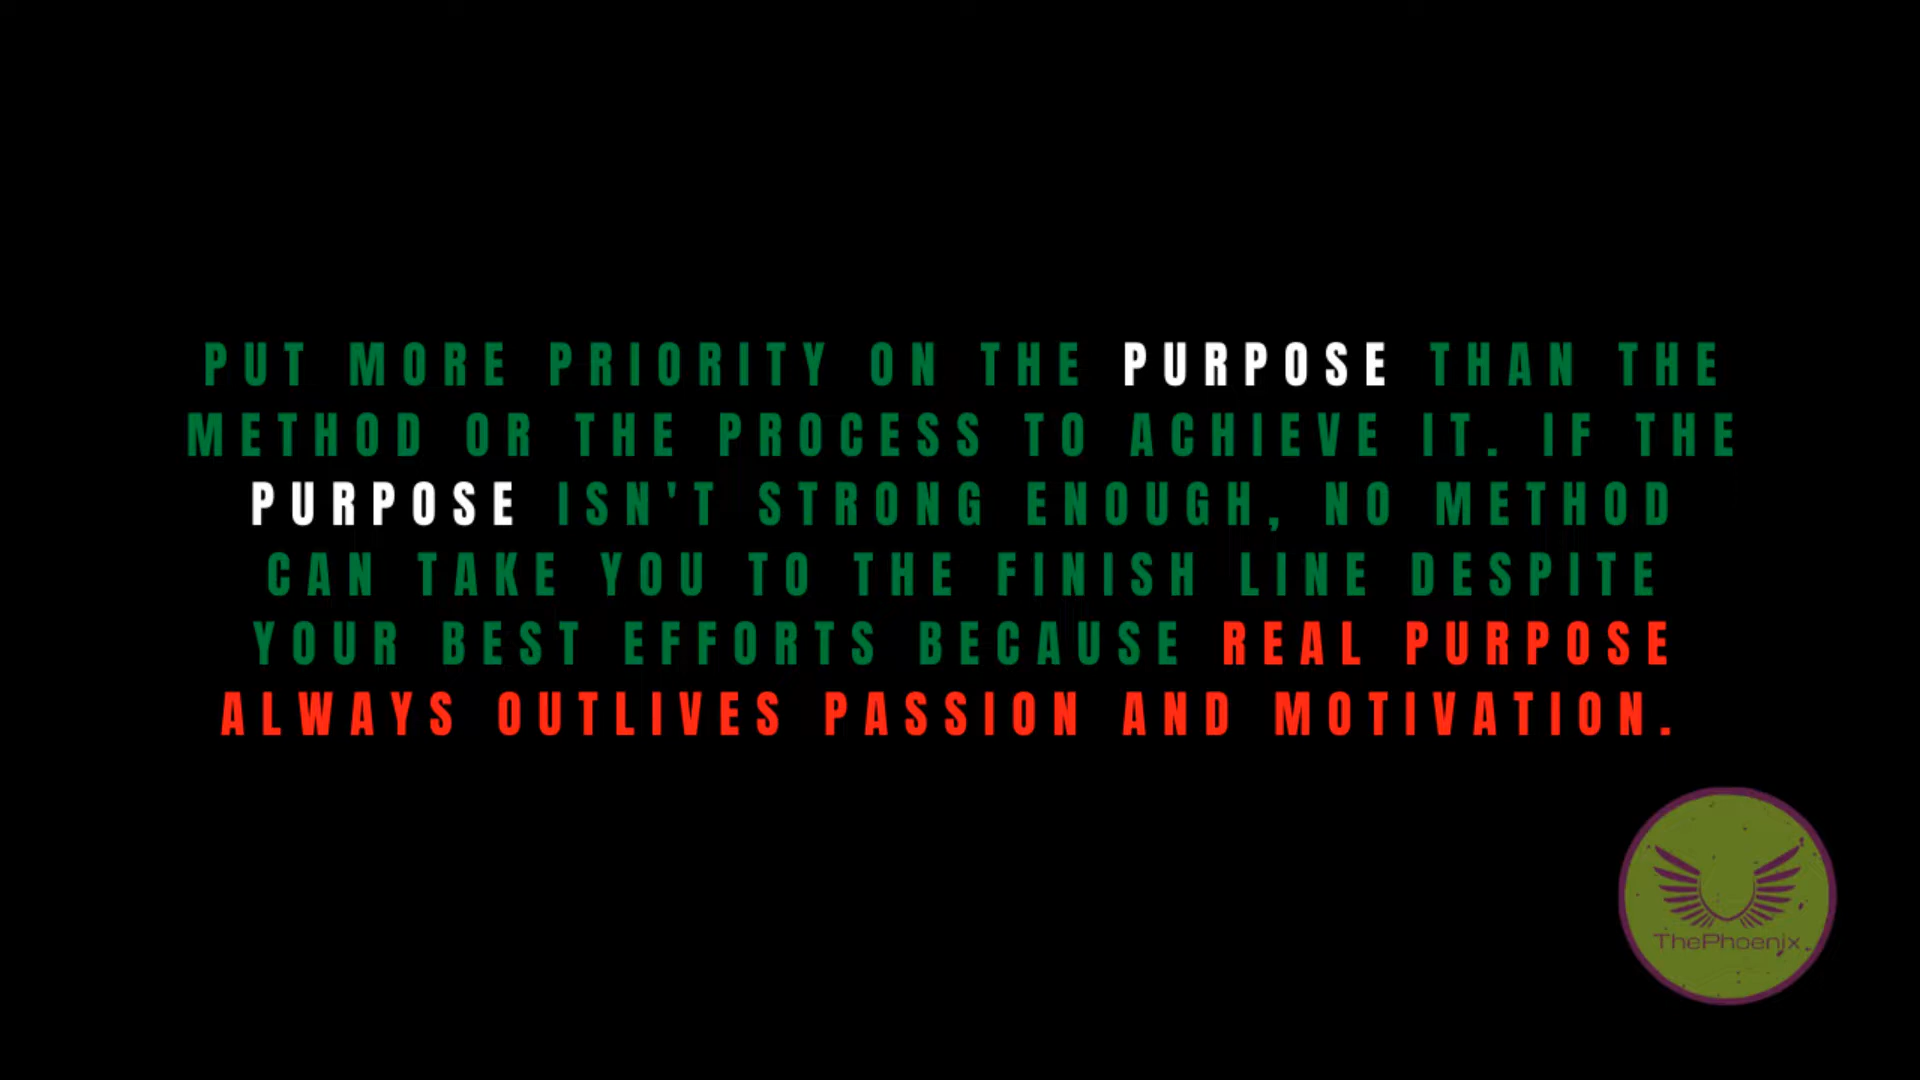 PUT MORE PRIORITY ON THE PURPOSE THAN THE
METHOD OR THE PROCESS TO ACHIEVE IT. IF THE
PURPOSE ISN'T STRONG ENOUGH, NO METHOD
CAN TAKE YOU TO THE FINISH LINE DESPITE
YOUR BEST EFFORTS BECAUSE REAL PURPOSE
ALWAYS OUTLIVES PASSION AND MOTIVATION.
ThePhoenix